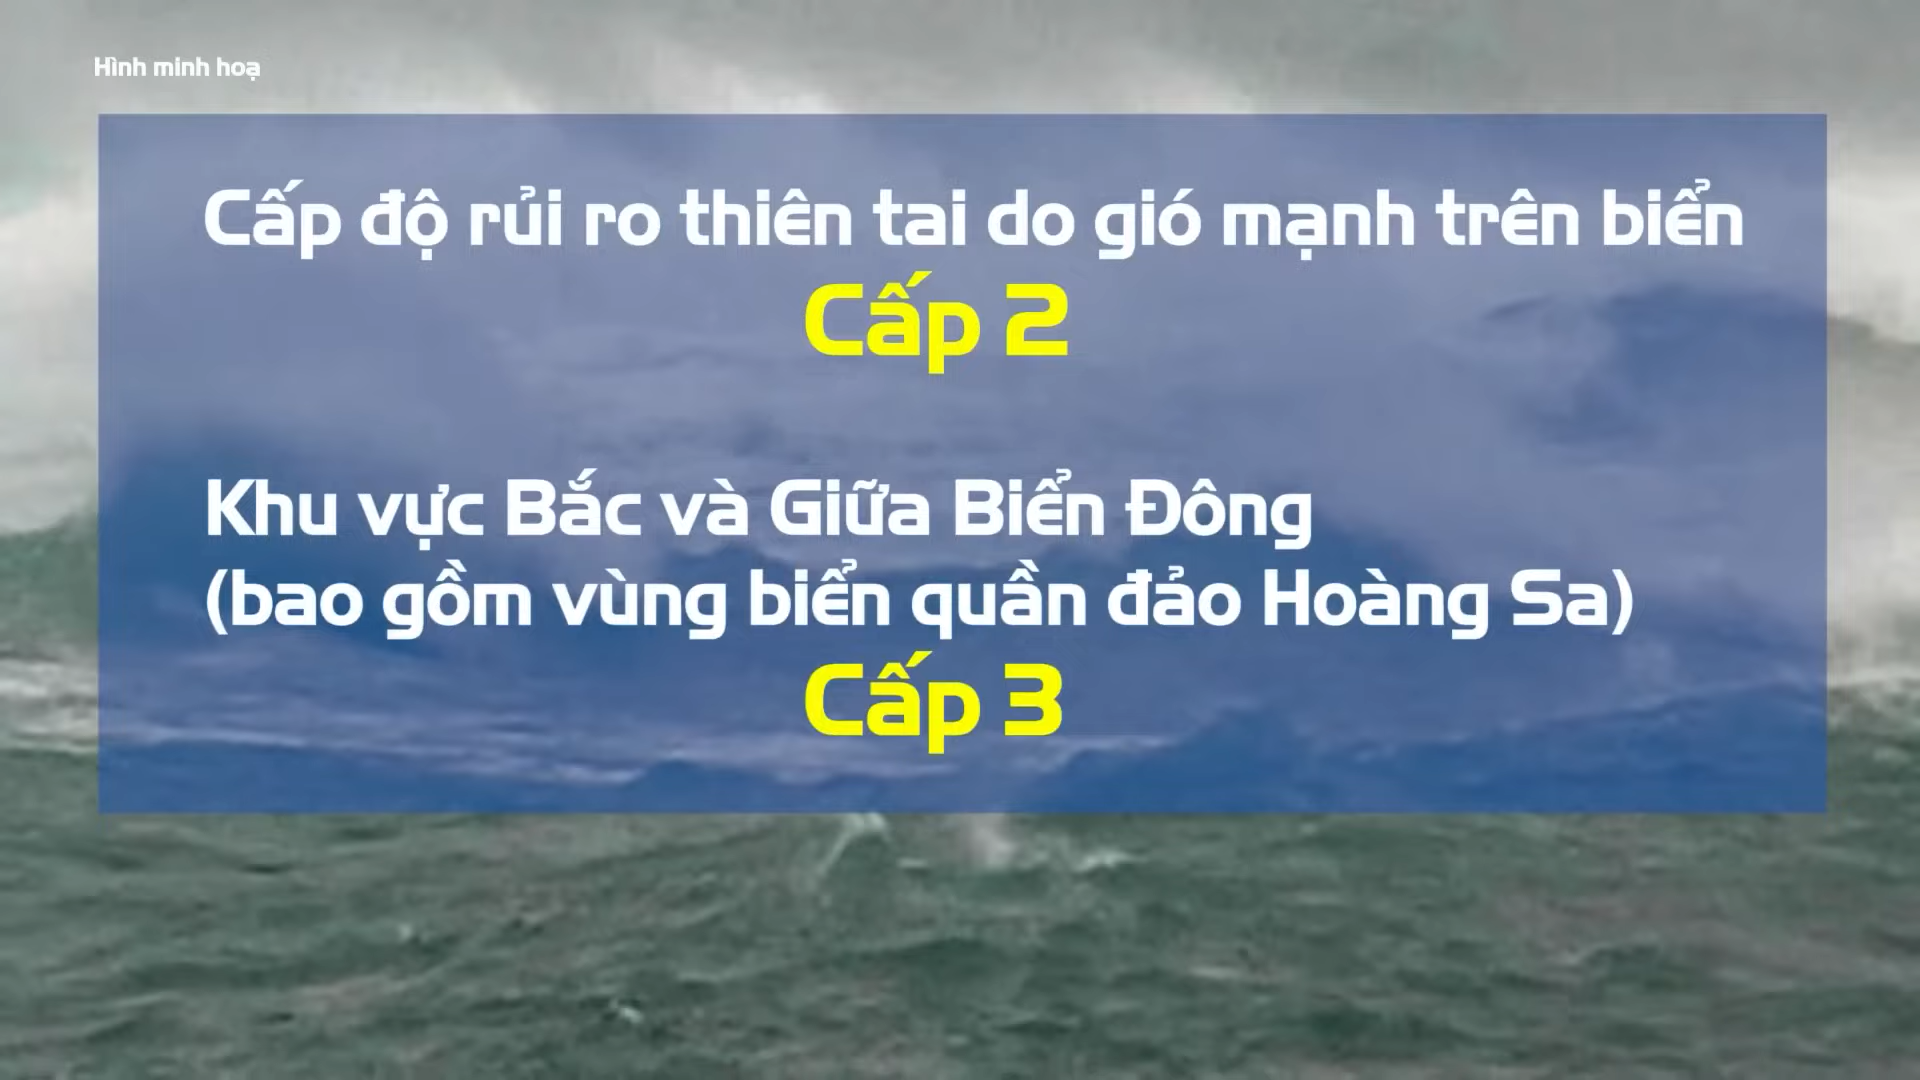 Hình minh hoạ
Cấp độ rủi ro thiên tai do gió mạnh trên biển
Cấp 2
Khu vực Bắc và Giữa Biển Đông
(bao gồm vùng biển quần đảo Hoàng Sa)
Cấp 3